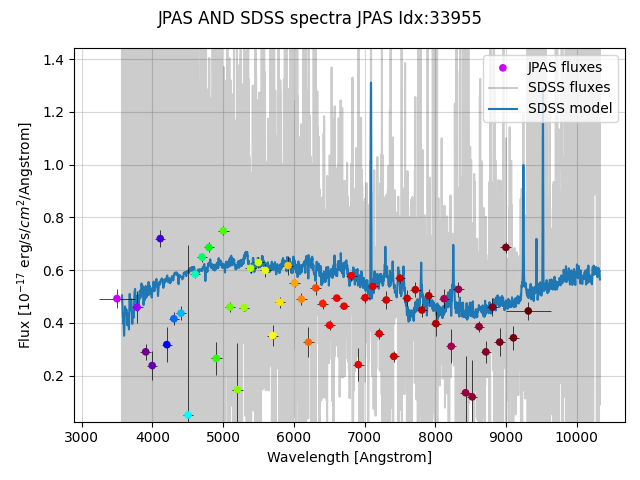 JPAS AND SDSS spectra JPAS Idx:33955
JPAS fluxes
SDSS fluxes
SDSS model
1.4
1.2
1.0
0.8
0.6
0.4
0.2
Flux [10⁻¹⁷ erg/s/cm²/Angstrom]
3000 4000 5000 6000 7000 8000 9000 10000
Wavelength [Angstrom]